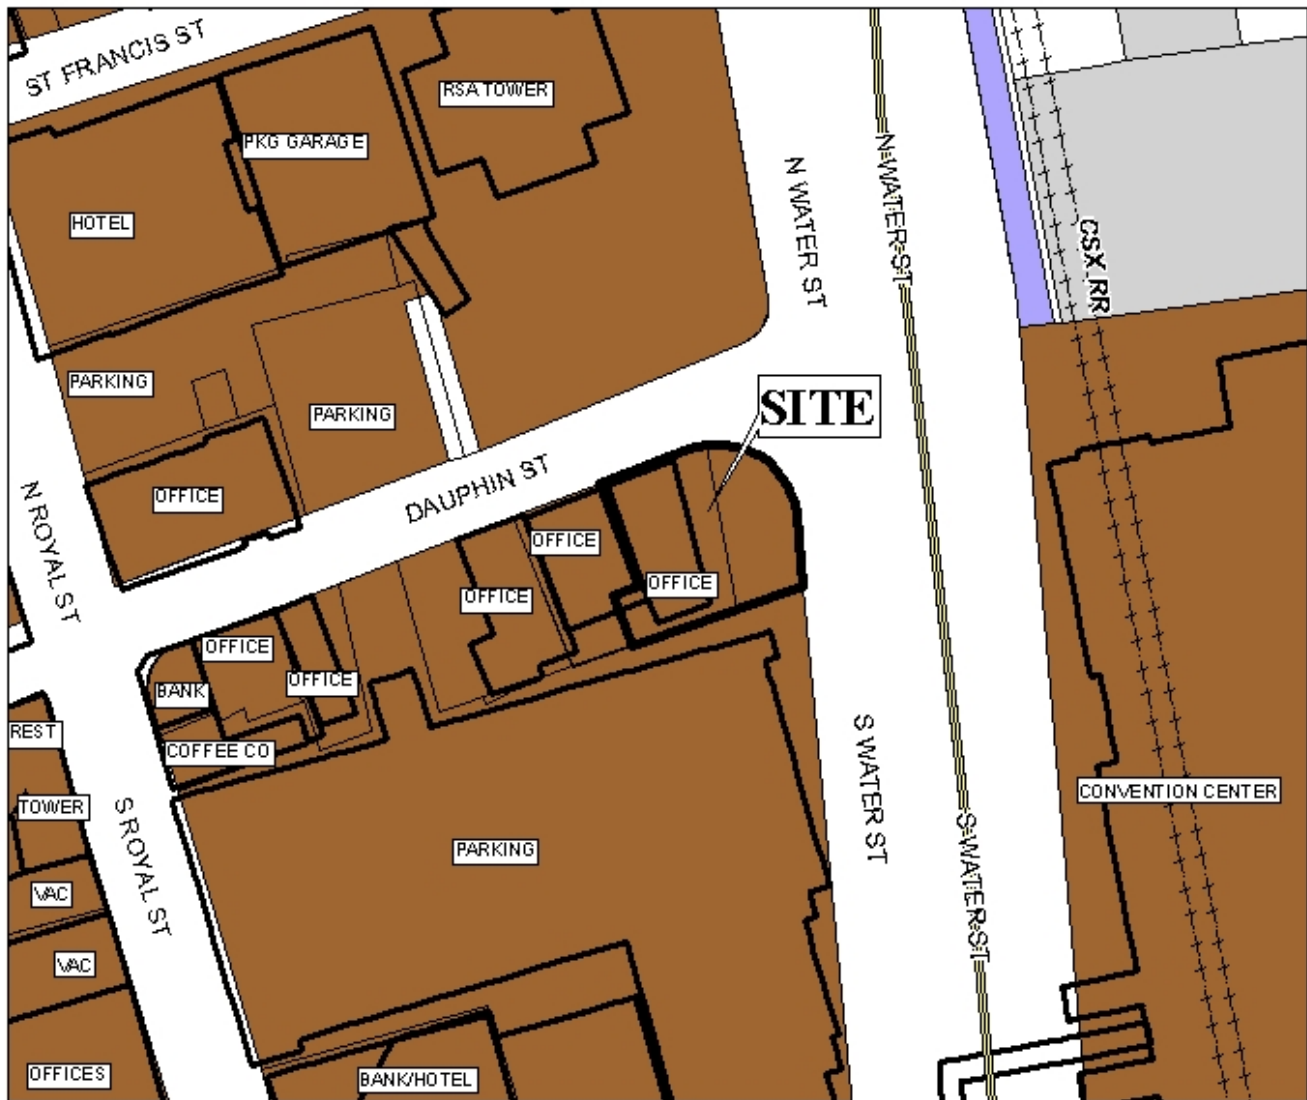 ST FRANCIS ST
RSA TOWER
PKG GARAGE
HOTEL
N WATER ST
N WATER ST
CSX RR
PARKING
PARKING
SITE
OFFICE
DAUPHIN ST
N ROYAL ST
OFFICE
OFFICE
OFFICE
OFFICE
OFFICE
BANK
REST
COFFEE CO
TOWER
S ROYAL ST
PARKING
S WATER ST
S WATER ST
CONVENTION CENTER
VAC
VAC
OFFICES
BANK/HOTEL